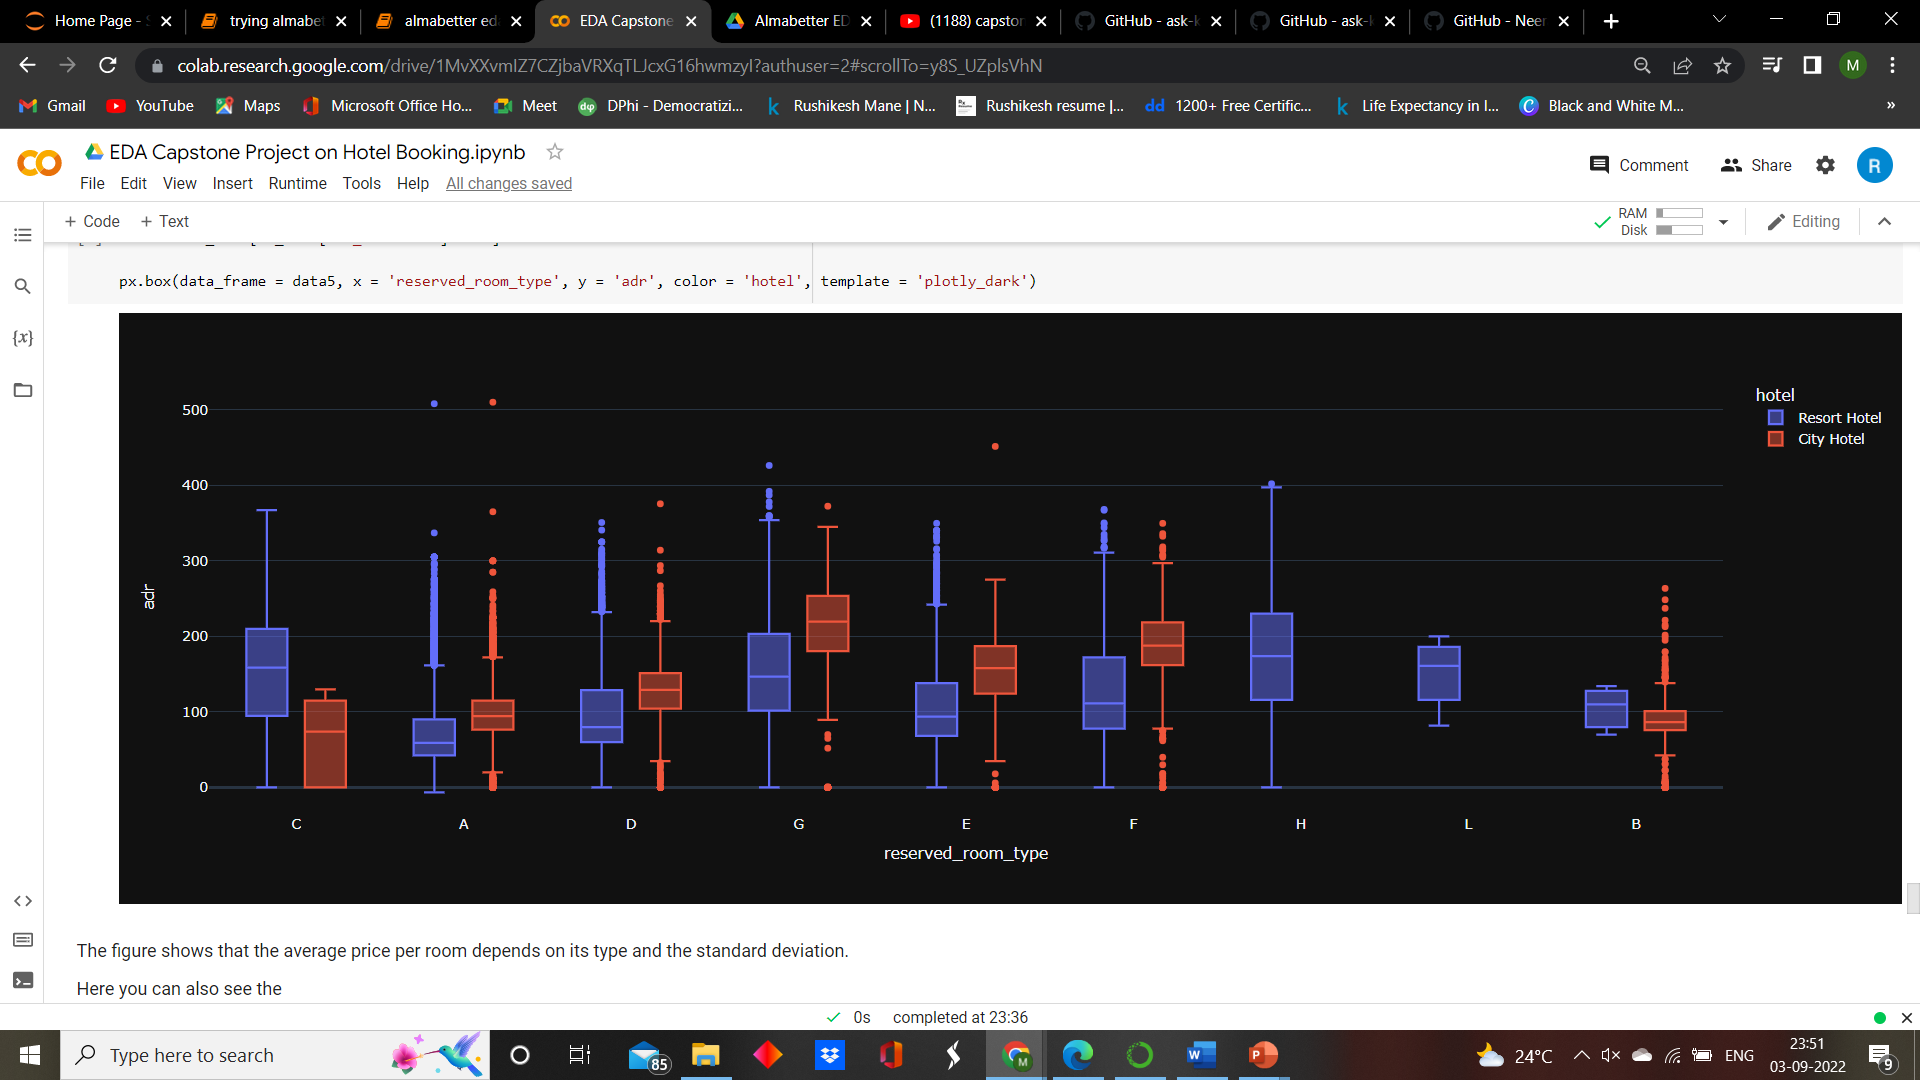 Home Page - S
trying almabet
almabetter eda
EDA Capstone
Almabetter ED
(1188) capston
GitHub - ask-k
GitHub - ask-k
GitHub - Neer
colab.research.google.com/drive/1MvXXvmIZ7CZjbaVRXqTLJcxG16hwmzyI?authuser=2#scrollTo=y8S_UZplsVhN
M
Gmail
YouTube
Maps
Microsoft Office Ho...
Meet
DPhi - Democratizi...
Rushikesh Mane | N...
Rushikesh resume |...
1200+ Free Certific...
Life Expectancy in I...
Black and White M...
»
EDA Capstone Project on Hotel Booking.ipynb
Comment
Share
R
File Edit View Insert Runtime Tools Help All changes saved
+ Code + Text
RAM
Disk
Editing
px.box(data_frame = data5, x = 'reserved_room_type', y = 'adr', color = 'hotel', template = 'plotly_dark')
{x}
hotel
Resort Hotel
City Hotel
500
400
300
200
100
0
adr
C A D G E F H L B
reserved_room_type
The figure shows that the average price per room depends on its type and the standard deviation.
Here you can also see the
0s completed at 23:36
Type here to search
85
24°C
ENG
23:51
03-09-2022
9